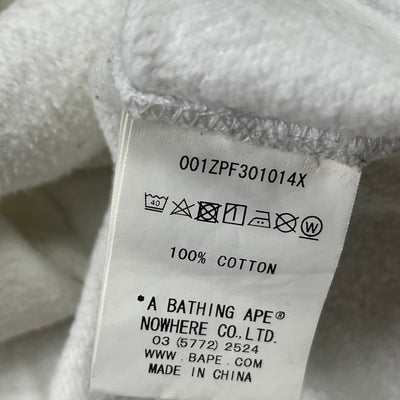 001ZPF301014X
40 W
100% COTTON
*A BATHING APE®
NOWHERE CO.,LTD.
03 (5772) 2524
WWW.BAPE.COM
MADE IN CHINA